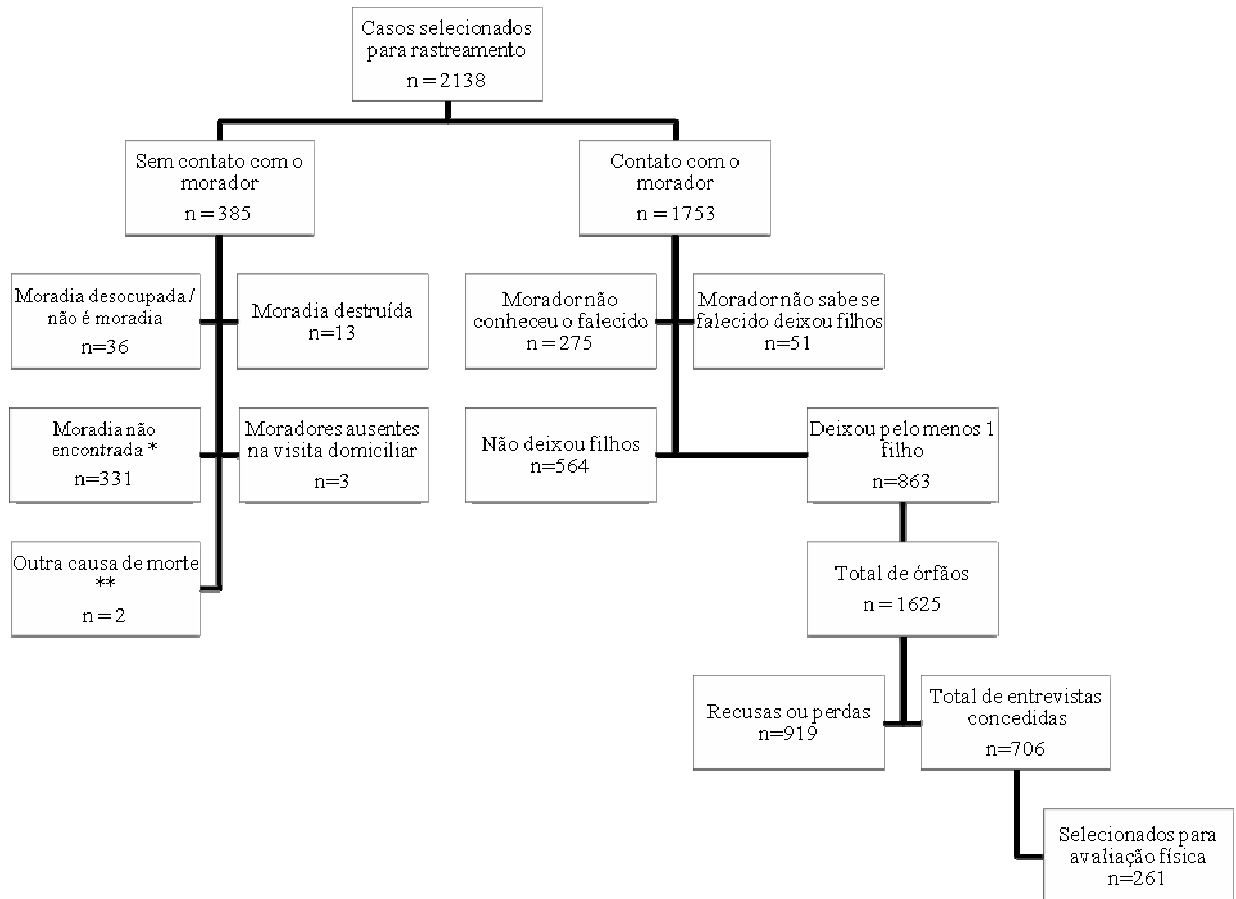 Casos selecionados
para rastreamento
n = 2138
Sem contato com o
morador
n = 385
Contato com o
morador
n = 1753
Moradia desocupada /
não é moradia
n=36
Moradia destruída
n=13
Morador não
conheceu o falecido
n = 275
Morador não sabe se
falecido deixou filhos
n=51
Moradia não
encontrada *
n=331
Moradores ausentes
na visita domiciliar
n=3
Não deixou filhos
n=564
Deixou pelo menos 1
filho
n=863
Outra causa de morte
**
n = 2
Total de órfãos
n = 1625
Recusas ou perdas
n=919
Total de entrevistas
concedidas
n=706
Selecionados para
avaliação física
n=261